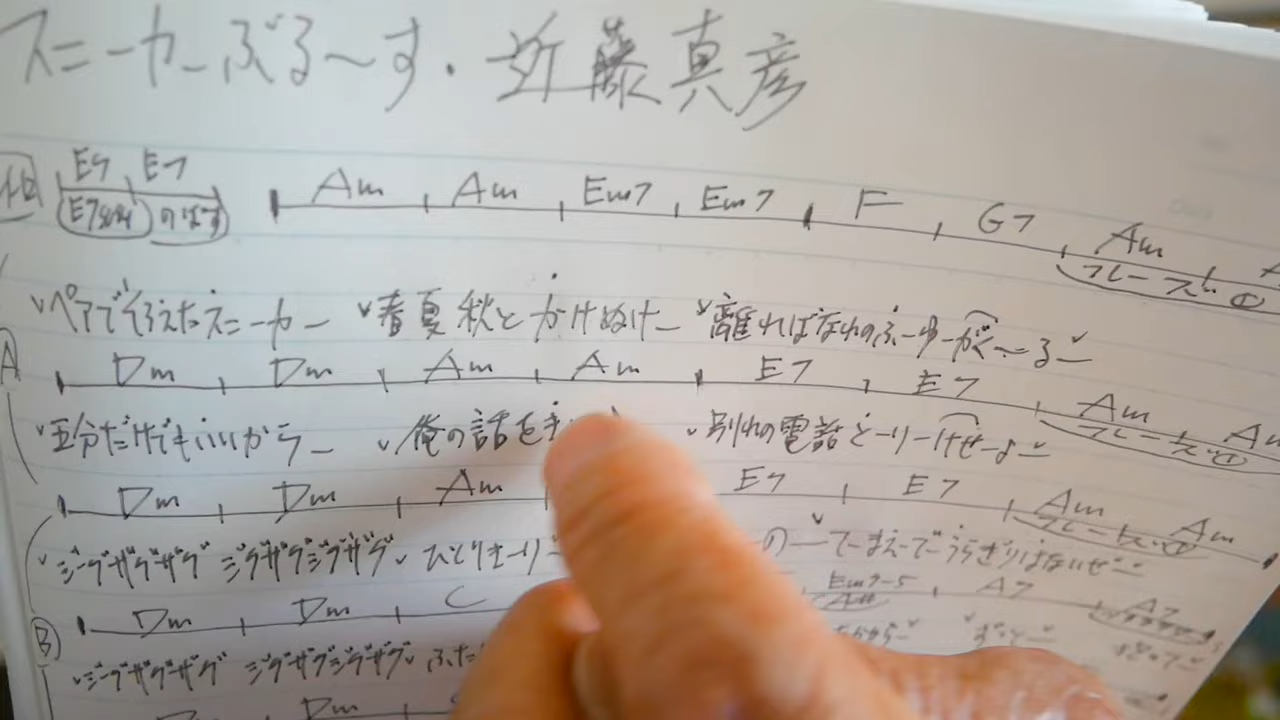 スニーカーぶる〜す・近藤真彦
E7 E7 Am Am Em7 Em7 F G7 Am A
のばす フレーズ①
ペアでそろえたスニーカー 春夏秋とかけぬけ 離ればなれのふーゆーがくーる
A Dm Dm Am Am E7 E7 Am Am
フレーズ①
五分だけでもいいから 俺の話を 別れの電話とーりーけせーよ
Dm Dm Am E7 E7 Am Am
フレーズ①
ジーグザグザグ ジグザグジグザグ ひとりきーり のーてーまえーでうらぎりはないぜ
B Dm Dm C Em7-5 A7 A7
Am
ジーグザグザグ ジグザグジグザグ ふた
Dm